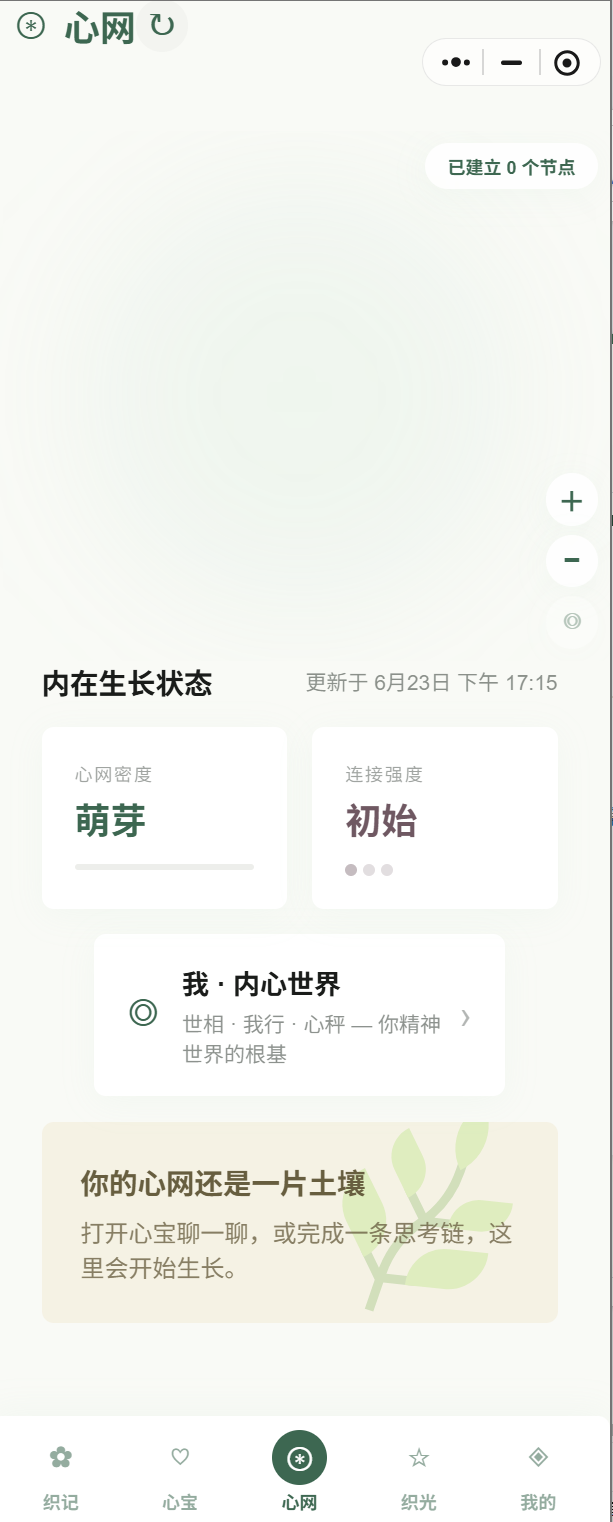 心网
已建立 0 个节点
内在生长状态
更新于 6月23日 下午 17:15
心网密度
萌芽
连接强度
初始
我 · 内心世界
世相 · 我行 · 心秤 — 你精神
世界的根基
你的心网还是一片土壤
打开心宝聊一聊，或完成一条思考链，这
里会开始生长。
织记
心宝
心网
织光
我的